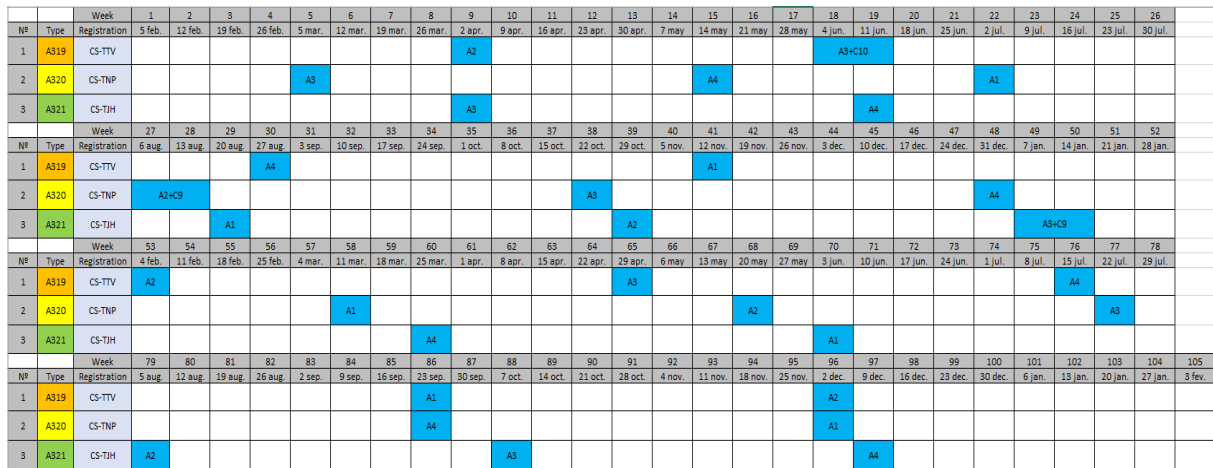 Week 1 2 3 4 5 6 7 8 9 10 11 12 13 14 15 16 17 18 19 20 21 22 23 24 25 26
Nº Type Registration 5 feb. 12 feb. 19 feb. 26 feb. 5 mar. 12 mar. 19 mar. 26 mar. 2 apr. 9 apr. 16 apr. 23 apr. 30 apr. 7 may 14 may 21 may 28 may 4 jun. 11 jun. 18 jun. 25 jun. 2 jul. 9 jul. 16 jul. 23 jul. 30 jul.
1 A319 CS-TTV A2 A3+C10
2 A320 CS-TNP A3 A4 A1
3 A321 CS-TJH A3 A4
Week 27 28 29 30 31 32 33 34 35 36 37 38 39 40 41 42 43 44 45 46 47 48 49 50 51 52
Nº Type Registration 6 aug. 13 aug. 20 aug. 27 aug. 3 sep. 10 sep. 17 sep. 24 sep. 1 oct. 8 oct. 15 oct. 22 oct. 29 oct. 5 nov. 12 nov. 19 nov. 26 nov. 3 dec. 10 dec. 17 dec. 24 dec. 31 dec. 7 jan. 14 jan. 21 jan. 28 jan.
1 A319 CS-TTV A4 A1
2 A320 CS-TNP A2+C9 A3 A4
3 A321 CS-TJH A1 A2 A3+C9
Week 53 54 55 56 57 58 59 60 61 62 63 64 65 66 67 68 69 70 71 72 73 74 75 76 77 78
Nº Type Registration 4 feb. 11 feb. 18 feb. 25 feb. 4 mar. 11 mar. 18 mar. 25 mar. 1 apr. 8 apr. 15 apr. 22 apr. 29 apr. 6 may 13 may 20 may 27 may 3 jun. 10 jun. 17 jun. 24 jun. 1 jul. 8 jul. 15 jul. 22 jul. 29 jul.
1 A319 CS-TTV A2 A3 A4
2 A320 CS-TNP A1 A2 A3
3 A321 CS-TJH A4 A1
Week 79 80 81 82 83 84 85 86 87 88 89 90 91 92 93 94 95 96 97 98 99 100 101 102 103 104 105
Nº Type Registration 5 aug. 12 aug. 19 aug. 26 aug. 2 sep. 9 sep. 16 sep. 23 sep. 30 sep. 7 oct. 14 oct. 21 oct. 28 oct. 4 nov. 11 nov. 18 nov. 25 nov. 2 dec. 9 dec. 16 dec. 23 dec. 30 dec. 6 jan. 13 jan. 20 jan. 27 jan. 3 fev.
1 A319 CS-TTV A1 A2
2 A320 CS-TNP A4 A1
3 A321 CS-TJH A2 A3 A4